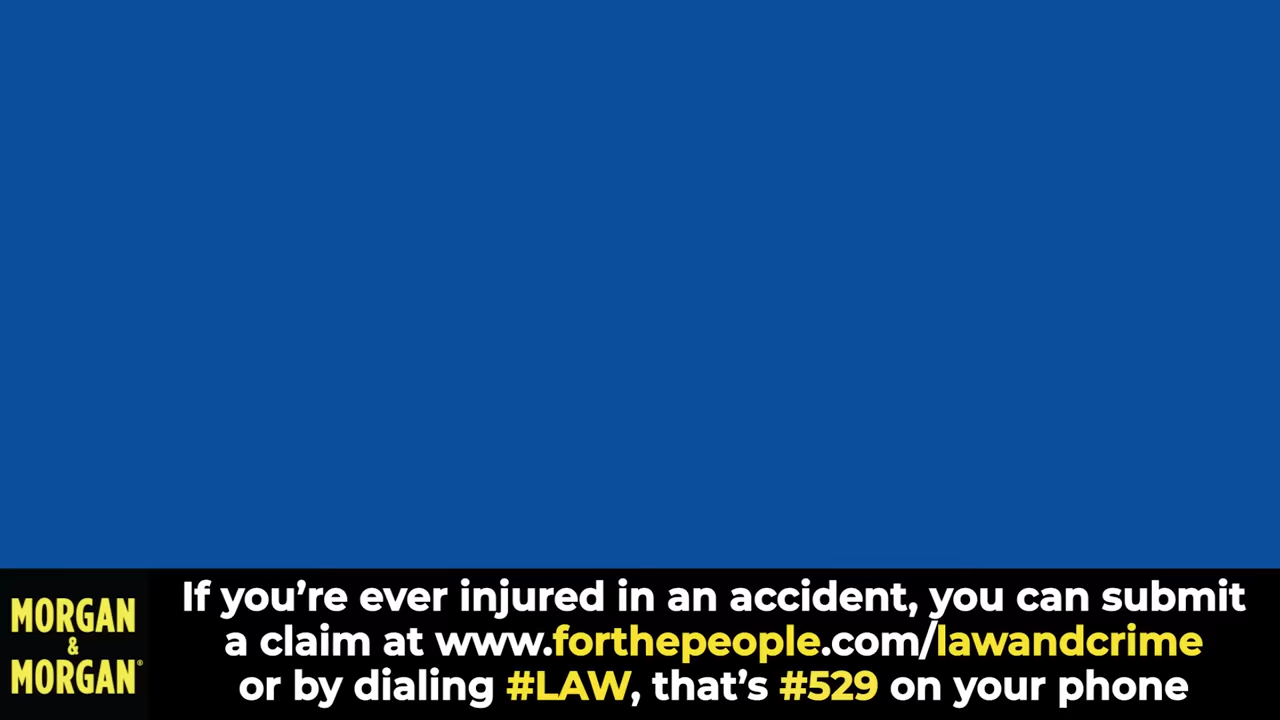 MORGAN
&
MORGAN®
If you're ever injured in an accident, you can submit
a claim at www.forthepeople.com/lawandcrime
or by dialing #LAW, that's #529 on your phone